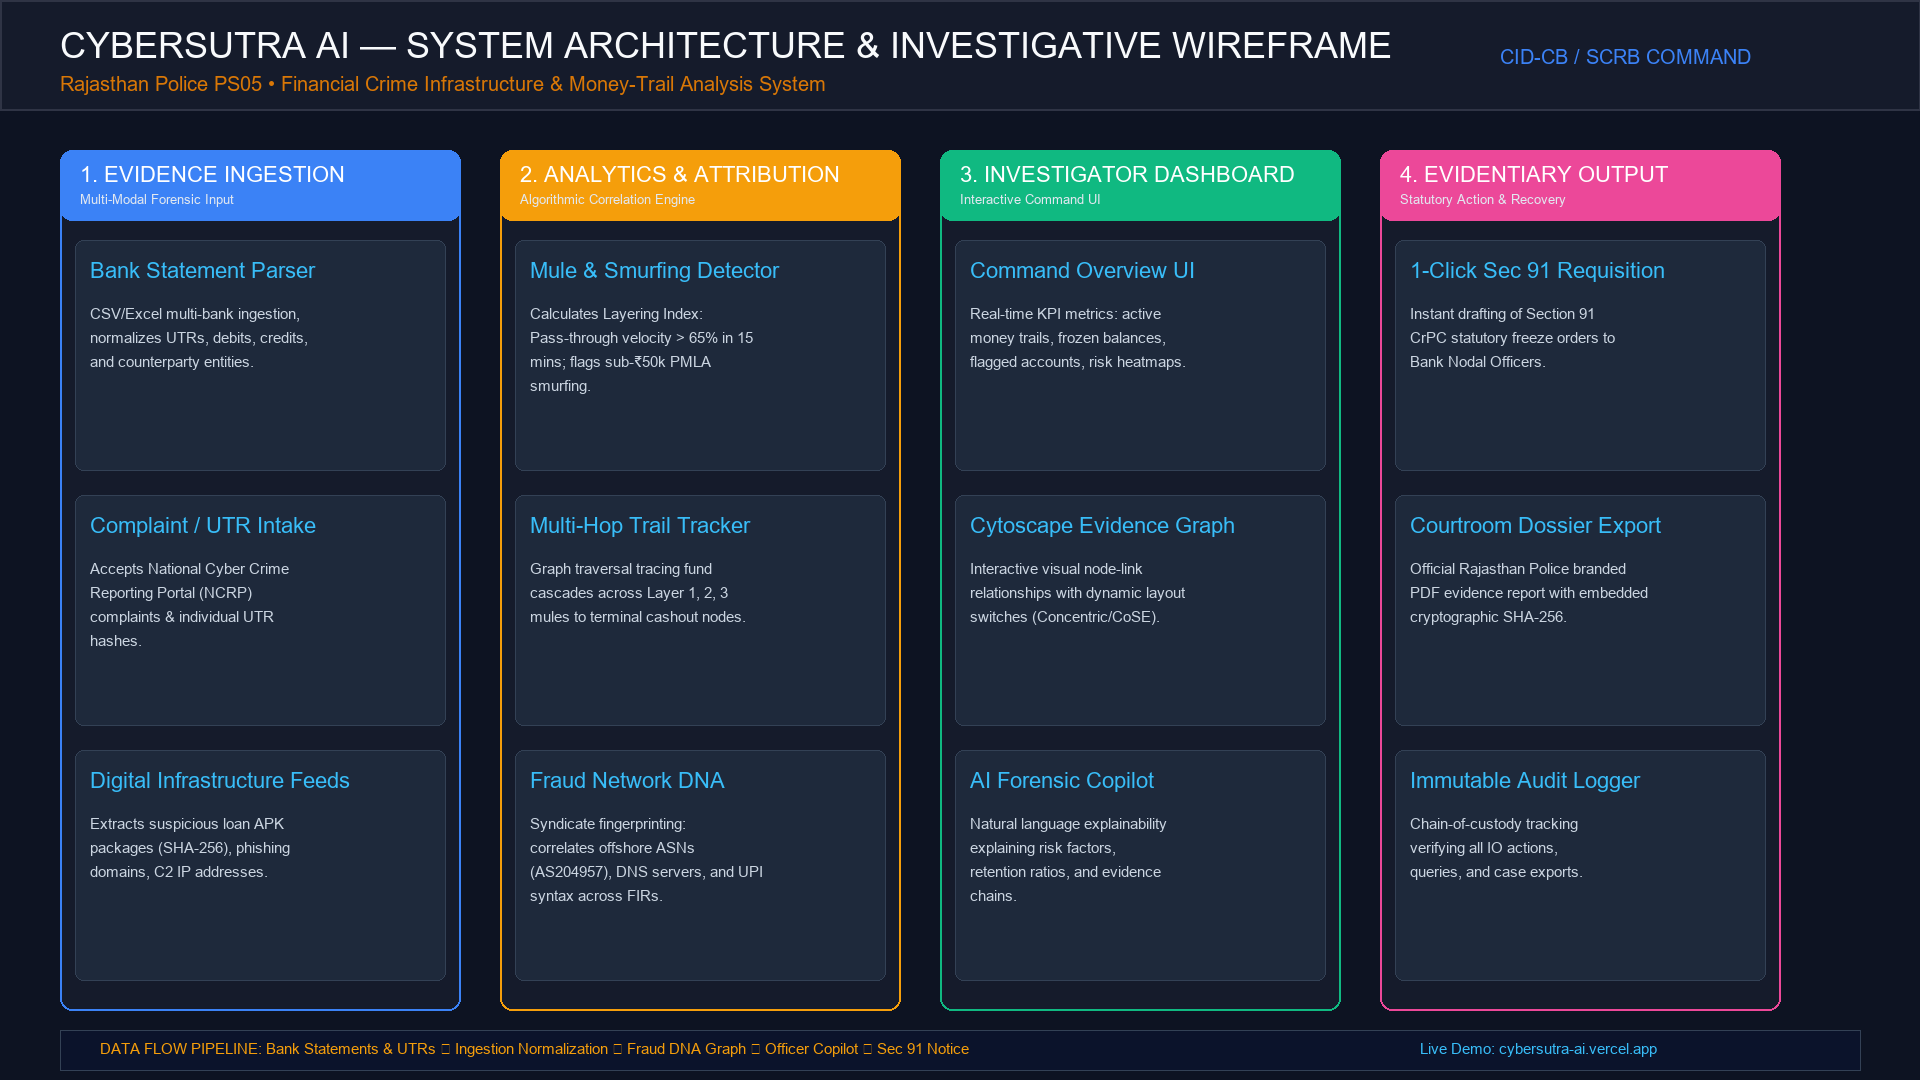 CYBERSUTRA AI — SYSTEM ARCHITECTURE & INVESTIGATIVE WIREFRAME
Rajasthan Police PS05 • Financial Crime Infrastructure & Money-Trail Analysis System
CID-CB / SCRB COMMAND
1. EVIDENCE INGESTION
Multi-Modal Forensic Input
Bank Statement Parser
CSV/Excel multi-bank ingestion,
normalizes UTRs, debits, credits,
and counterparty entities.
Complaint / UTR Intake
Accepts National Cyber Crime
Reporting Portal (NCRP)
complaints & individual UTR
hashes.
Digital Infrastructure Feeds
Extracts suspicious loan APK
packages (SHA-256), phishing
domains, C2 IP addresses.
2. ANALYTICS & ATTRIBUTION
Algorithmic Correlation Engine
Mule & Smurfing Detector
Calculates Layering Index:
Pass-through velocity > 65% in 15
mins; flags sub-₹50k PMLA
smurfing.
Multi-Hop Trail Tracker
Graph traversal tracing fund
cascades across Layer 1, 2, 3
mules to terminal cashout nodes.
Fraud Network DNA
Syndicate fingerprinting:
correlates offshore ASNs
(AS204957), DNS servers, and UPI
syntax across FIRs.
3. INVESTIGATOR DASHBOARD
Interactive Command UI
Command Overview UI
Real-time KPI metrics: active
money trails, frozen balances,
flagged accounts, risk heatmaps.
Cytoscape Evidence Graph
Interactive visual node-link
relationships with dynamic layout
switches (Concentric/CoSE).
AI Forensic Copilot
Natural language explainability
explaining risk factors,
retention ratios, and evidence
chains.
4. EVIDENTIARY OUTPUT
Statutory Action & Recovery
1-Click Sec 91 Requisition
Instant drafting of Section 91
CrPC statutory freeze orders to
Bank Nodal Officers.
Courtroom Dossier Export
Official Rajasthan Police branded
PDF evidence report with embedded
cryptographic SHA-256.
Immutable Audit Logger
Chain-of-custody tracking
verifying all IO actions,
queries, and case exports.
DATA FLOW PIPELINE: Bank Statements & UTRs ▯ Ingestion Normalization ▯ Fraud DNA Graph ▯ Officer Copilot ▯ Sec 91 Notice
Live Demo: cybersutra-ai.vercel.app